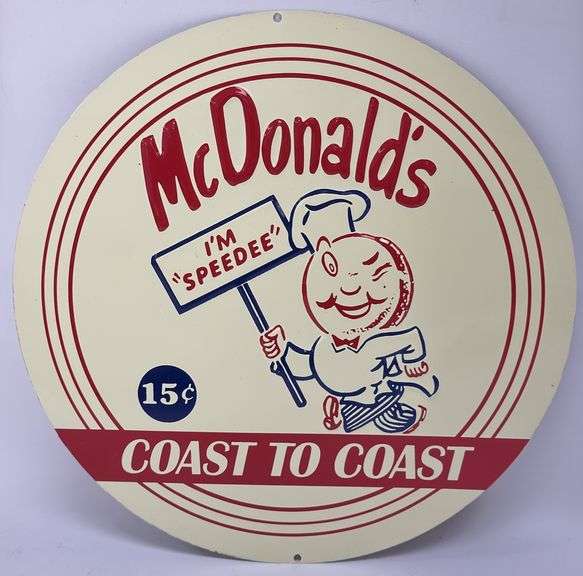 McDonald's
I'M
"SPEEDEE"
M
15¢
COAST TO COAST